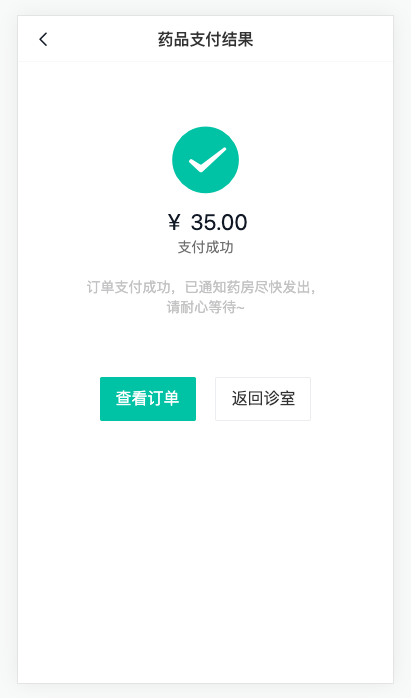 药品支付结果
￥ 35.00
支付成功
订单支付成功，已通知药房尽快发出，
请耐心等待~
查看订单
返回诊室